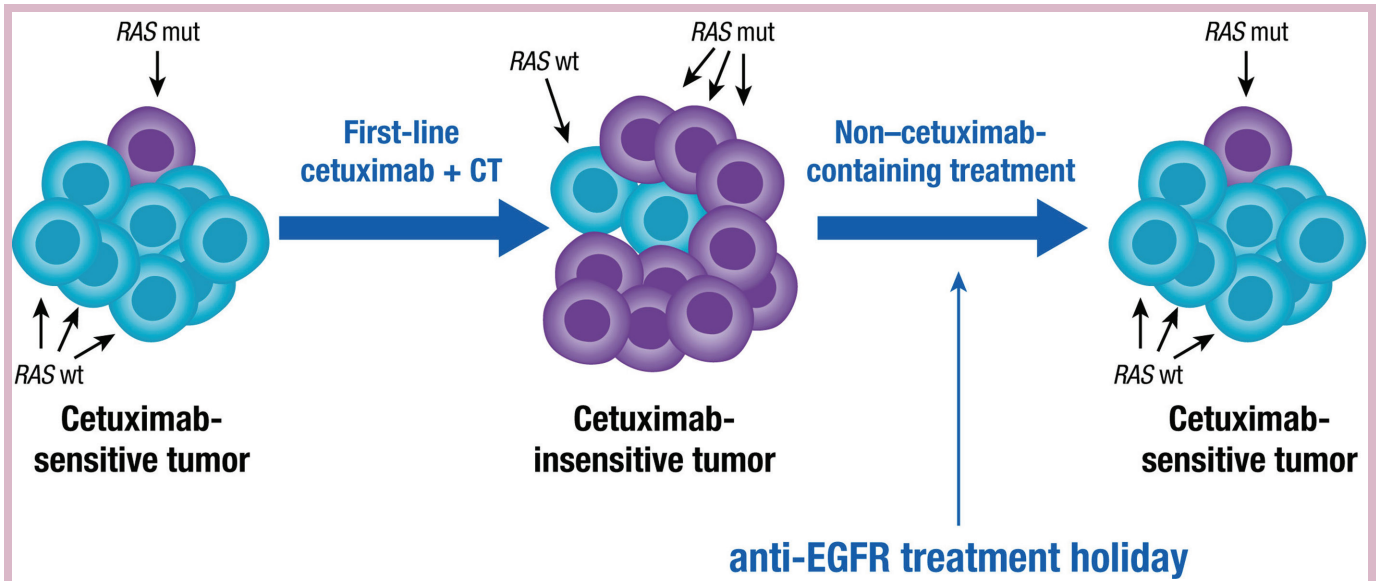 RAS mut
RAS wt
Cetuximab-
sensitive tumor
First-line
cetuximab + CT
RAS wt
RAS mut
Cetuximab-
insensitive tumor
Non–cetuximab-
containing treatment
anti-EGFR treatment holiday
RAS mut
RAS wt
Cetuximab-
sensitive tumor